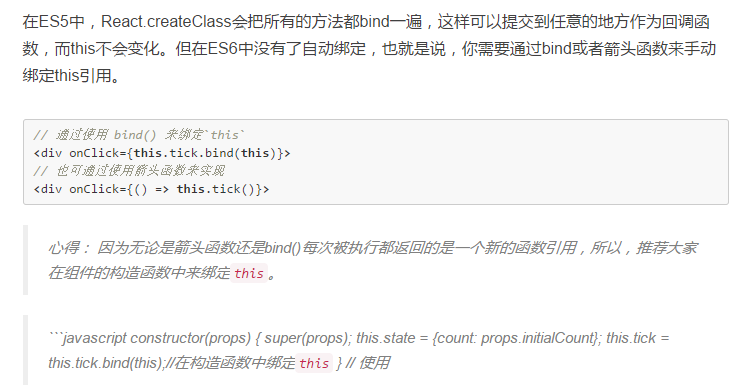 在ES5中，React.createClass会把所有的方法都bind一遍，这样可以提交到任意的地方作为回调函
数，而this不会变化。但在ES6中没有了自动绑定，也就是说，你需要通过bind或者箭头函数来手动
绑定this引用。
// 通过使用 bind() 来绑定`this`
<div onClick={this.tick.bind(this)}>
// 也可通过使用箭头函数来实现
<div onClick={() => this.tick()}>
心得： 因为无论是箭头函数还是bind()每次被执行都返回的是一个新的函数引用，所以，推荐大家
在组件的构造函数中来绑定this。
```javascript constructor(props) { super(props); this.state = {count: props.initialCount}; this.tick =
this.tick.bind(this);//在构造函数中绑定 this } // 使用